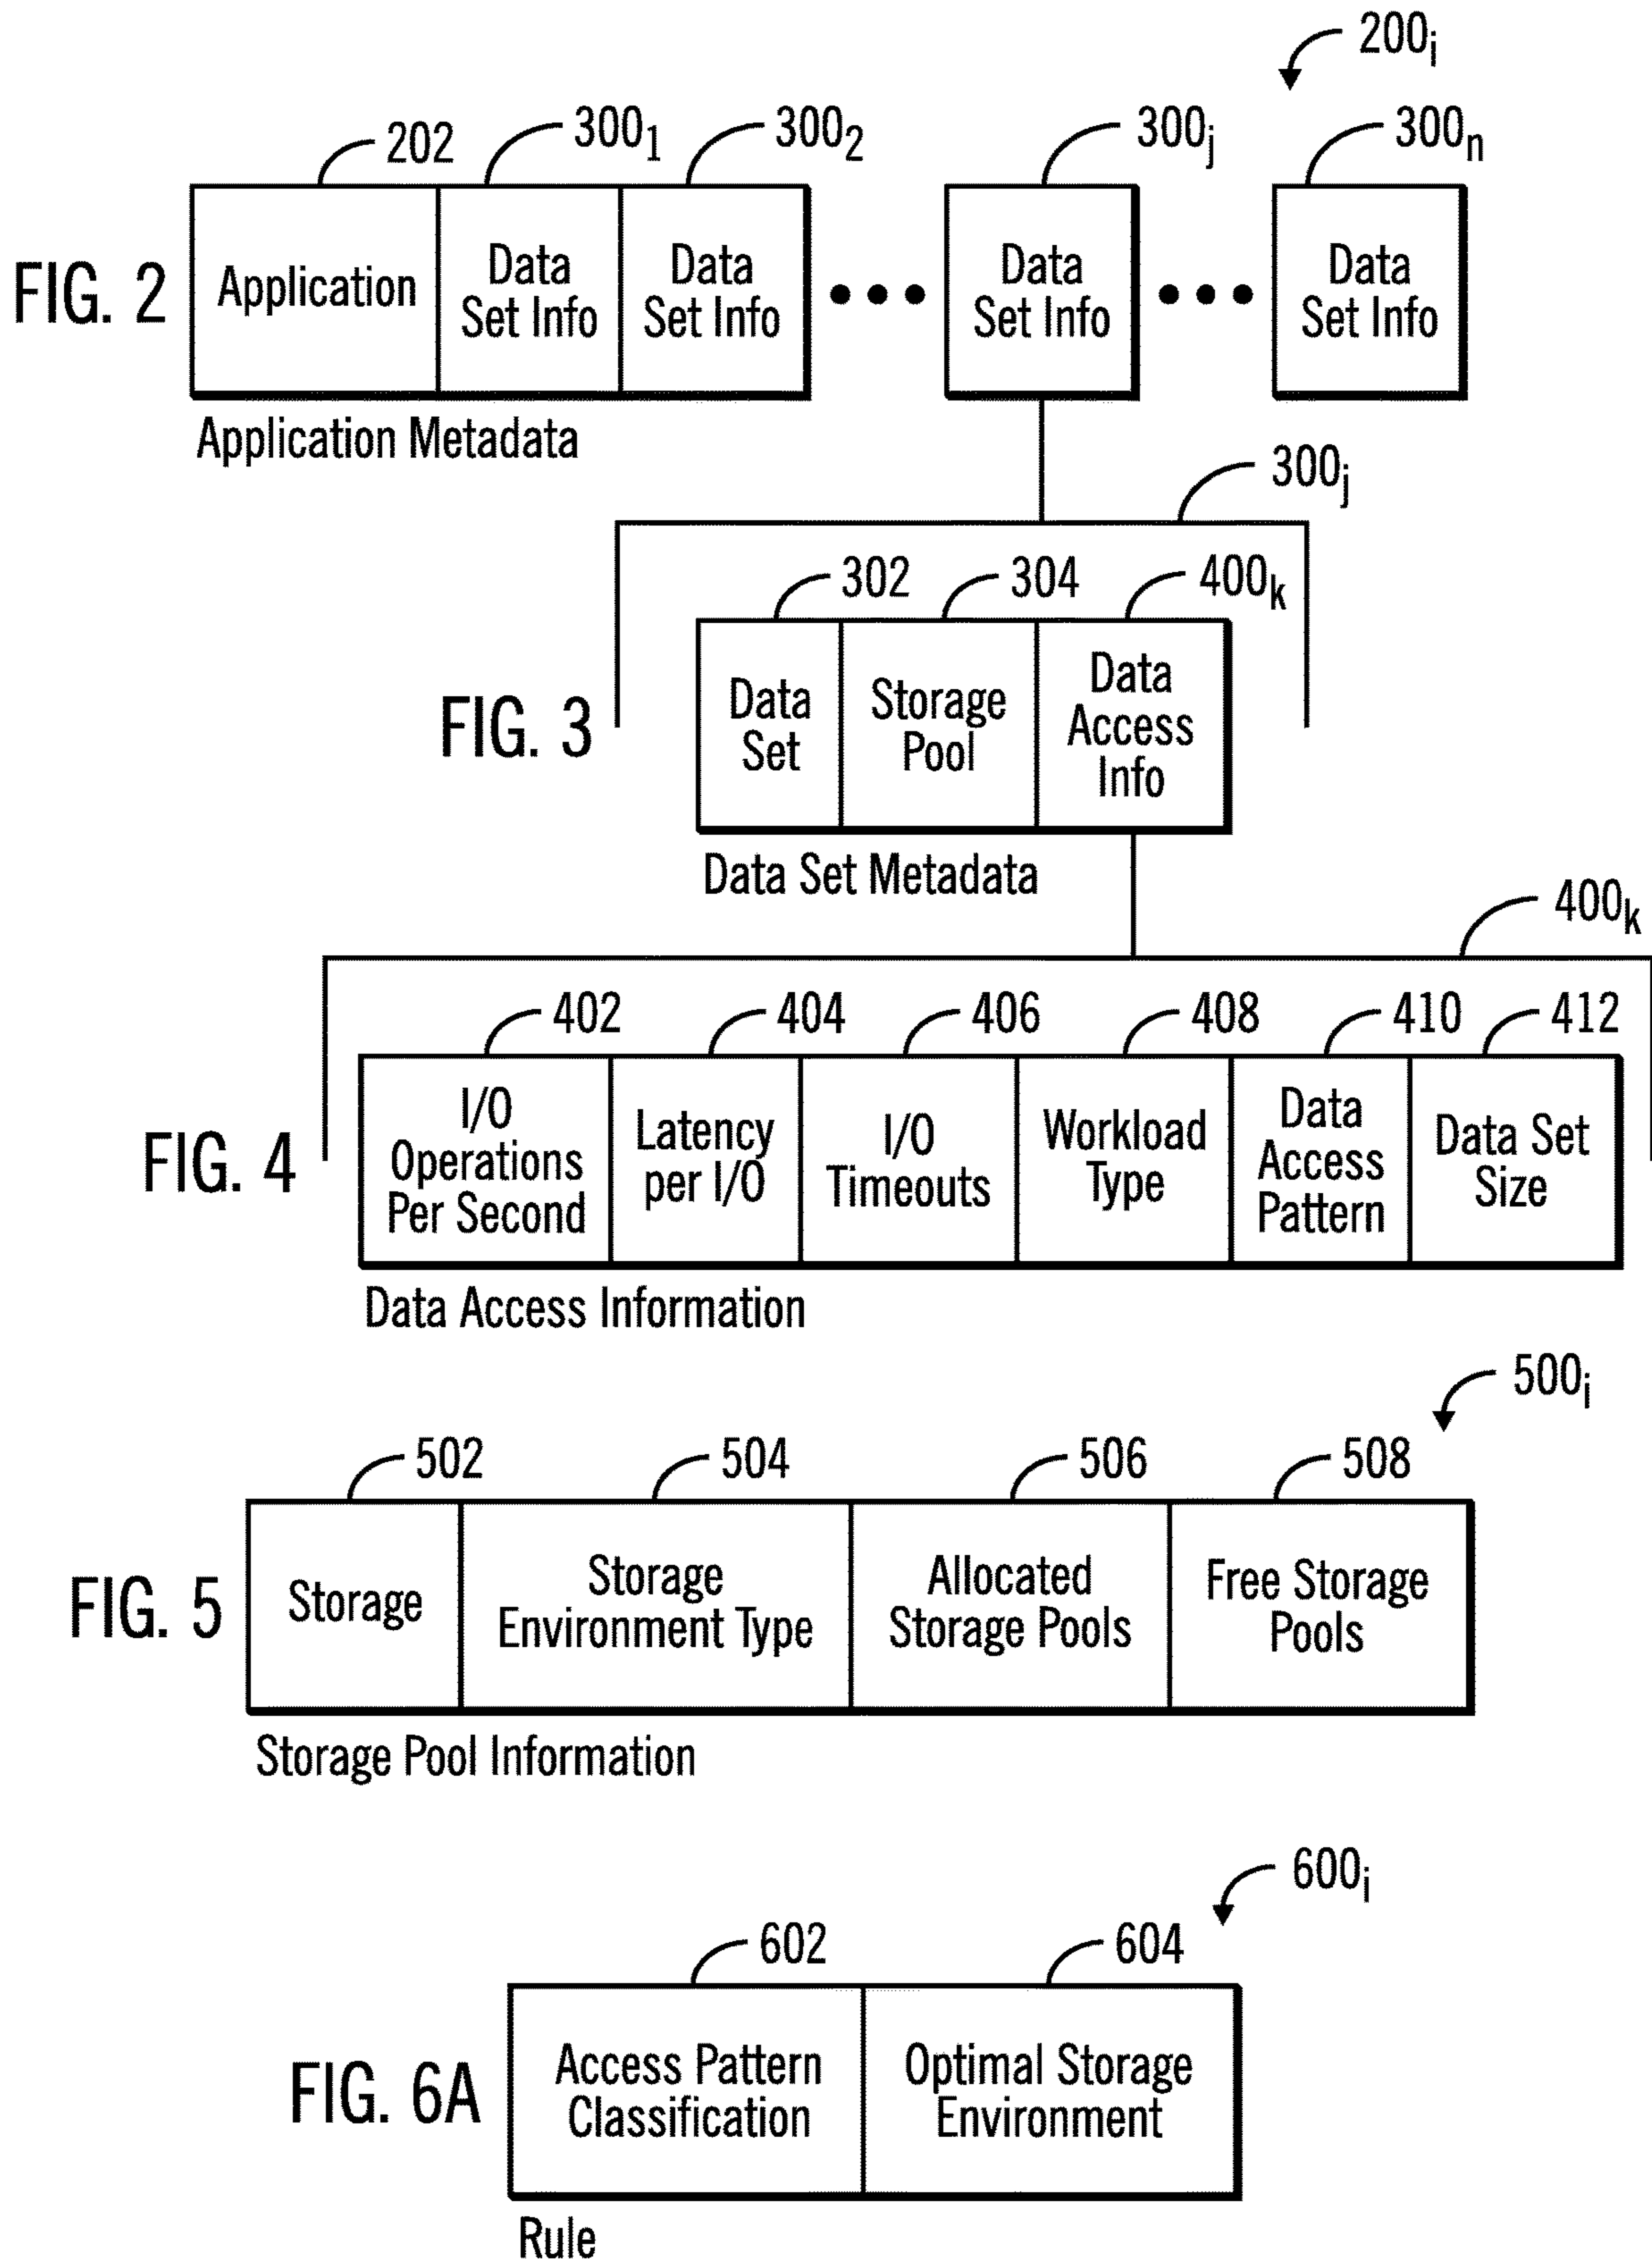 200i
202
3001
3002
300j
300n
FIG. 2
Application
Data
Set Info
Data
Set Info
Data
Set Info
Data
Set Info
Application Metadata
300j
302
304
400k
FIG. 3
Data
Set
Storage
Pool
Data
Access
Info
Data Set Metadata
400k
402
404
406
408
410
412
FIG. 4
I/O
Operations
Per Second
Latency
per I/O
I/O
Timeouts
Workload
Type
Data
Access
Pattern
Data Set
Size
Data Access Information
500i
502
504
506
508
FIG. 5
Storage
Storage
Environment Type
Allocated
Storage Pools
Free Storage
Pools
Storage Pool Information
600i
602
604
FIG. 6A
Access Pattern
Classification
Optimal Storage
Environment
Rule